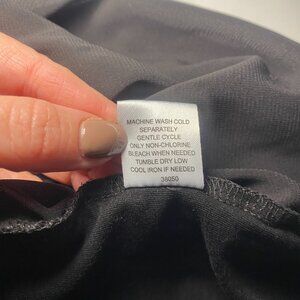 MACHINE WASH COLD
SEPARATELY
GENTLE CYCLE
ONLY NON-CHLORINE
BLEACH WHEN NEEDED
TUMBLE DRY LOW
COOL IRON IF NEEDED
38050